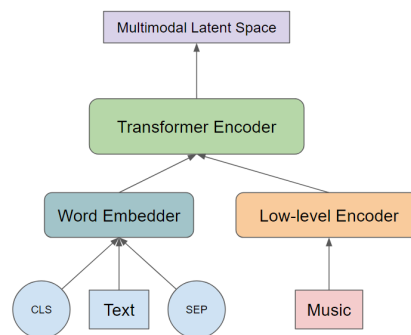 Multimodal Latent Space
Transformer Encoder
Word Embedder
Low-level Encoder
CLS
Text
SEP
Music